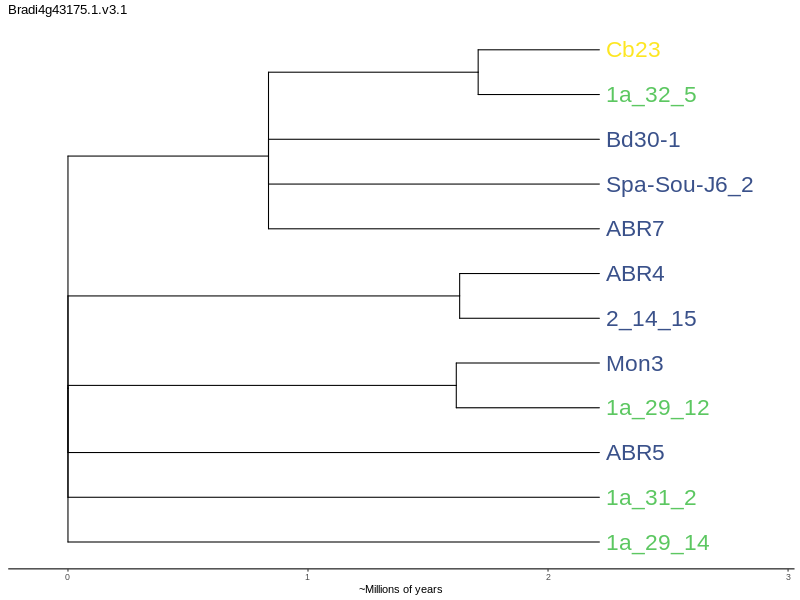 Bradi4g43175.1.v3.1
Cb23
1a_32_5
Bd30-1
Spa-Sou-J6_2
ABR7
ABR4
2_14_15
Mon3
1a_29_12
ABR5
1a_31_2
1a_29_14
0 1 2 3
~Millions of years